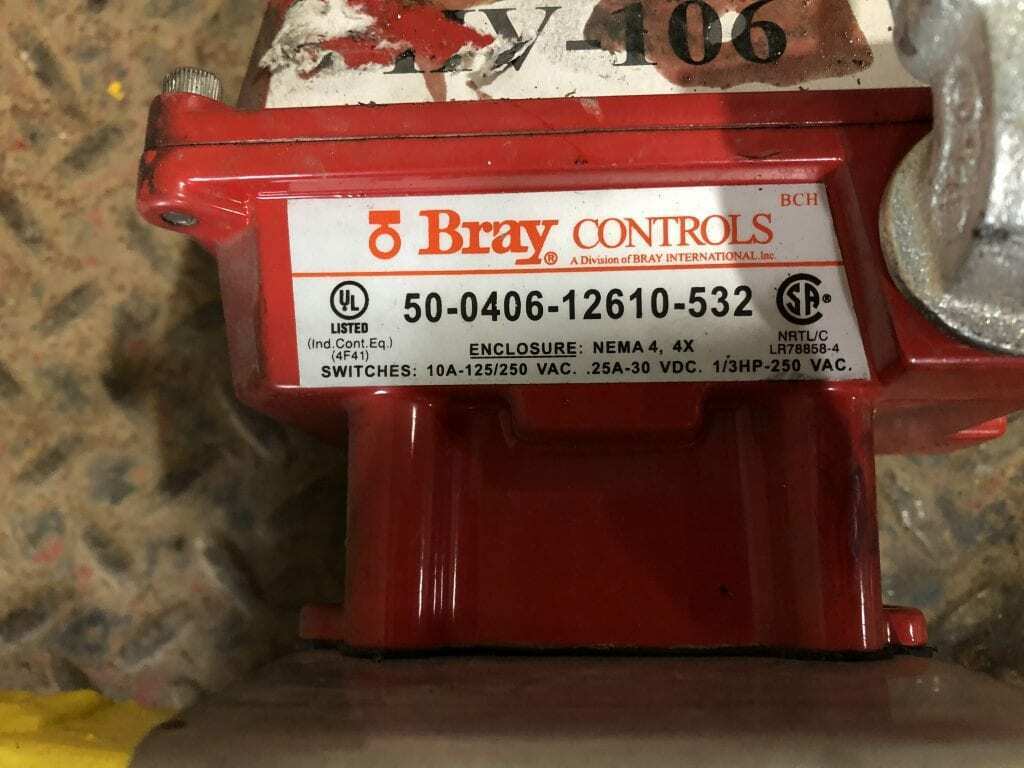 -106
BCH
Bray® CONTROLS
A Division of BRAY INTERNATIONAL, Inc.
UL
LISTED
(Ind.Cont.Eq.)
(4F41)
50-0406-12610-532
SA®
NRTL/C
LR78858-4
ENCLOSURE: NEMA 4, 4X
SWITCHES: 10A-125/250 VAC. .25A-30 VDC. 1/3HP-250 VAC.